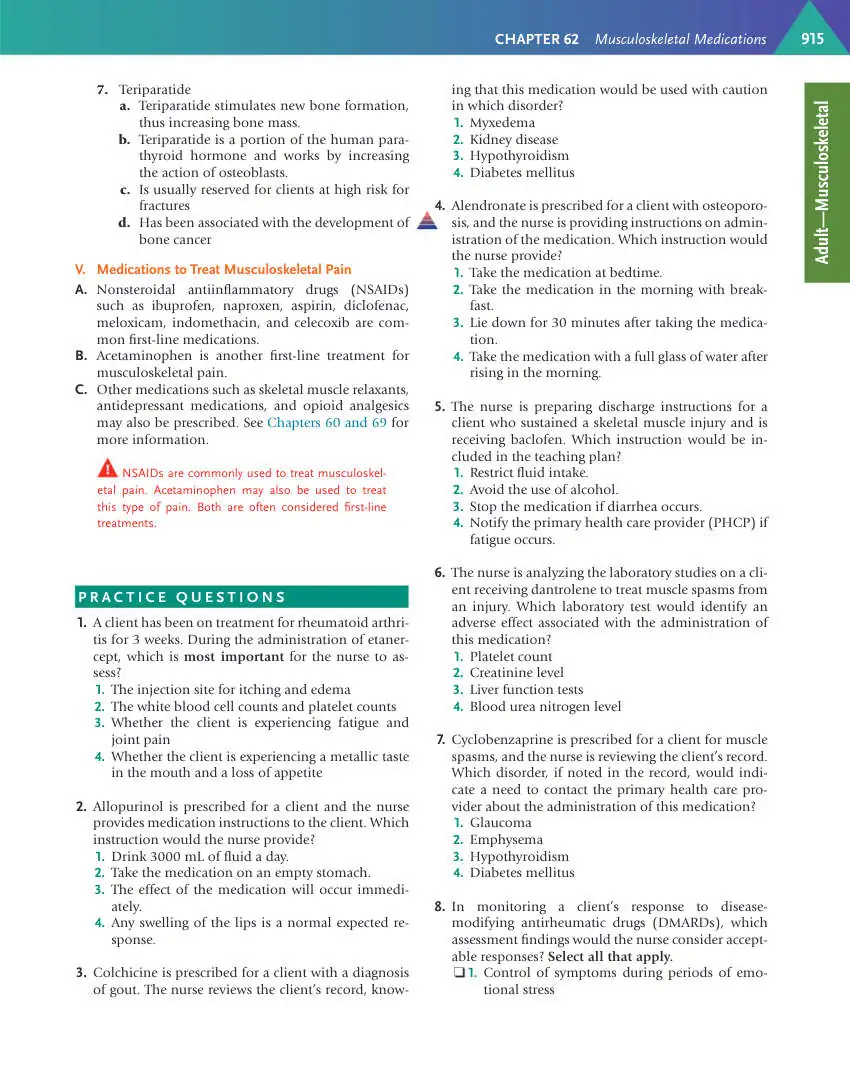 CHAPTER 62 Musculoskeletal Medications 915
7. Teriparatide
a. Teriparatide stimulates new bone formation,
thus increasing bone mass.
b. Teriparatide is a portion of the human para-
thyroid hormone and works by increasing
the action of osteoblasts.
c. Is usually reserved for clients at high risk for
fractures
d. Has been associated with the development of
bone cancer
V. Medications to Treat Musculoskeletal Pain
A. Nonsteroidal antiinflammatory drugs (NSAIDs)
such as ibuprofen, naproxen, aspirin, diclofenac,
meloxicam, indomethacin, and celecoxib are com-
mon first-line medications.
B. Acetaminophen is another first-line treatment for
musculoskeletal pain.
C. Other medications such as skeletal muscle relaxants,
antidepressant medications, and opioid analgesics
may also be prescribed. See Chapters 60 and 69 for
more information.
NSAIDs are commonly used to treat musculoskel-
etal pain. Acetaminophen may also be used to treat
this type of pain. Both are often considered first-line
treatments.
PRACTICE QUESTIONS
1. A client has been on treatment for rheumatoid arthri-
tis for 3 weeks. During the administration of etaner-
cept, which is most important for the nurse to as-
sess?
1. The injection site for itching and edema
2. The white blood cell counts and platelet counts
3. Whether the client is experiencing fatigue and
joint pain
4. Whether the client is experiencing a metallic taste
in the mouth and a loss of appetite
2. Allopurinol is prescribed for a client and the nurse
provides medication instructions to the client. Which
instruction would the nurse provide?
1. Drink 3000 mL of fluid a day.
2. Take the medication on an empty stomach.
3. The effect of the medication will occur immedi-
ately.
4. Any swelling of the lips is a normal expected re-
sponse.
3. Colchicine is prescribed for a client with a diagnosis
of gout. The nurse reviews the client's record, know-
ing that this medication would be used with caution
in which disorder?
1. Myxedema
2. Kidney disease
3. Hypothyroidism
4. Diabetes mellitus
4. Alendronate is prescribed for a client with osteoporo-
sis, and the nurse is providing instructions on admin-
istration of the medication. Which instruction would
the nurse provide?
1. Take the medication at bedtime.
2. Take the medication in the morning with break-
fast.
3. Lie down for 30 minutes after taking the medica-
tion.
4. Take the medication with a full glass of water after
rising in the morning.
5. The nurse is preparing discharge instructions for a
client who sustained a skeletal muscle injury and is
receiving baclofen. Which instruction would be in-
cluded in the teaching plan?
1. Restrict fluid intake.
2. Avoid the use of alcohol.
3. Stop the medication if diarrhea occurs.
4. Notify the primary health care provider (PHCP) if
fatigue occurs.
6. The nurse is analyzing the laboratory studies on a cli-
ent receiving dantrolene to treat muscle spasms from
an injury. Which laboratory test would identify an
adverse effect associated with the administration of
this medication?
1. Platelet count
2. Creatinine level
3. Liver function tests
4. Blood urea nitrogen level
7. Cyclobenzaprine is prescribed for a client for muscle
spasms, and the nurse is reviewing the client's record.
Which disorder, if noted in the record, would indi-
cate a need to contact the primary health care pro-
vider about the administration of this medication?
1. Glaucoma
2. Emphysema
3. Hypothyroidism
4. Diabetes mellitus
8. In monitoring a client's response to disease-
modifying antirheumatic drugs (DMARDs), which
assessment findings would the nurse consider accept-
able responses? Select all that apply.
❑ 1. Control of symptoms during periods of emo-
tional stress
Adult—Musculoskeletal